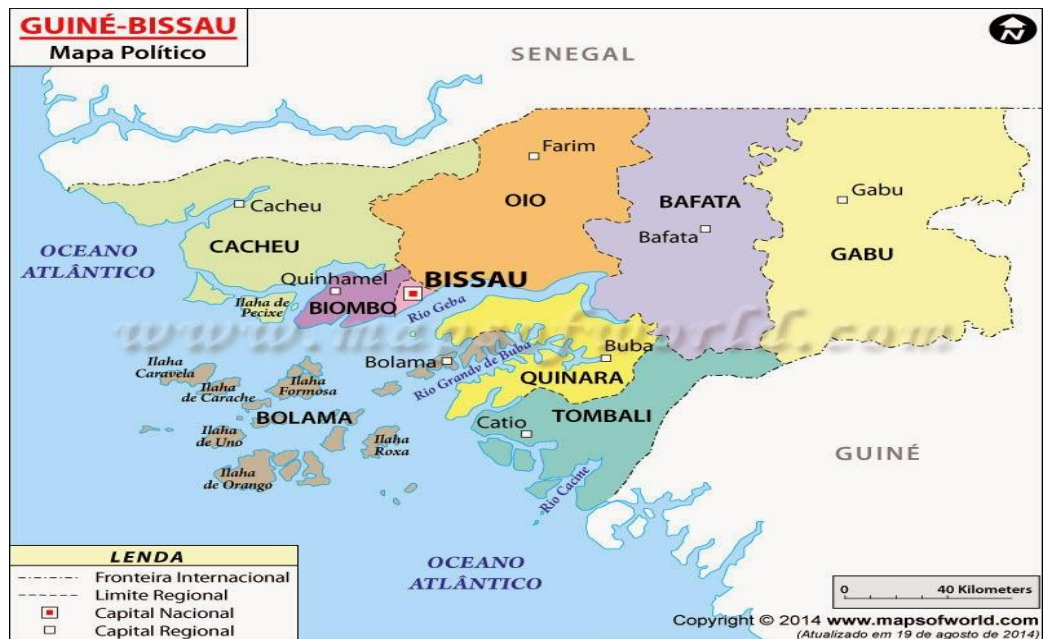 GUINÉ-BISSAU
Mapa Político
N
SENEGAL
Farim
OIO
Cacheu
CACHEU
BAFATA
Bafata
Gabu
GABU
OCEANO
ATLÂNTICO
Quinhamel
BIOMBO
BISSAU
Ilaha de
Pecixe
Rio Geba
www.mapsofworld.com
Bolama
Rio Grandv de Buba
Buba
QUINARA
Ilaha
Caravela
Ilaha
de Carache
Ilaha
Formosa
BOLAMA
Ilaha
de Uno
Ilaha
Roxa
Ilaha
de Orango
TOMBALI
Catio
Rio Cacine
GUINÉ
OCEANO
ATLÂNTICO
LENDA
Fronteira Internacional
Limite Regional
Capital Nacional
Capital Regional
0 40 Kilometers
Copyright © 2014 www.mapsofworld.com
(Atualizado em 19 de agosto de 2014)